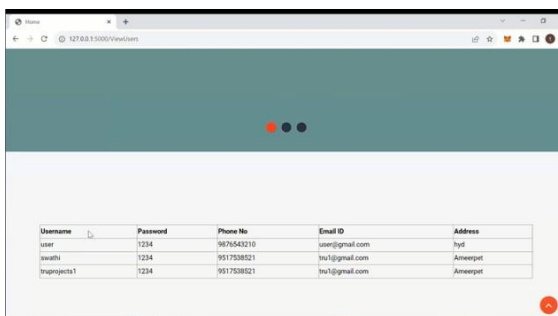 Home
127.0.0.1:5000/ViewUsers
Username Password Phone No Email ID Address
user 1234 9876543210 user@gmail.com hyd
swathi 1234 9517538521 tru1@gmail.com Ameerpet
truprojects1 1234 9517538521 tru1@gmail.com Ameerpet